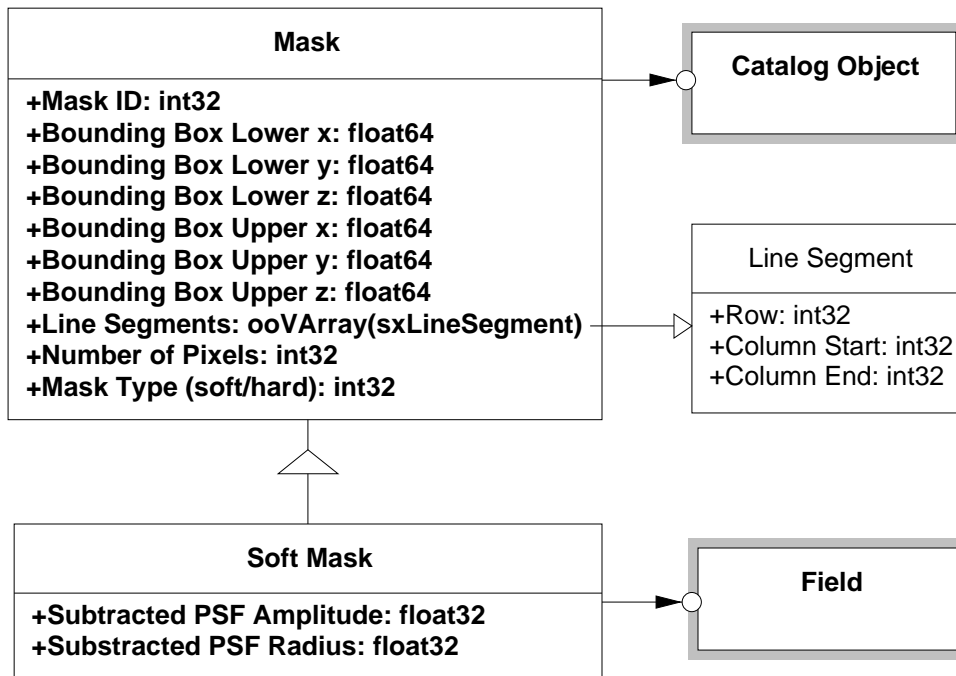 Mask
+Mask ID: int32
+Bounding Box Lower x: float64
+Bounding Box Lower y: float64
+Bounding Box Lower z: float64
+Bounding Box Upper x: float64
+Bounding Box Upper y: float64
+Bounding Box Upper z: float64
+Line Segments: ooVArray(sxLineSegment)
+Number of Pixels: int32
+Mask Type (soft/hard): int32
Catalog Object
Line Segment
+Row: int32
+Column Start: int32
+Column End: int32
Soft Mask
+Subtracted PSF Amplitude: float32
+Substracted PSF Radius: float32
Field